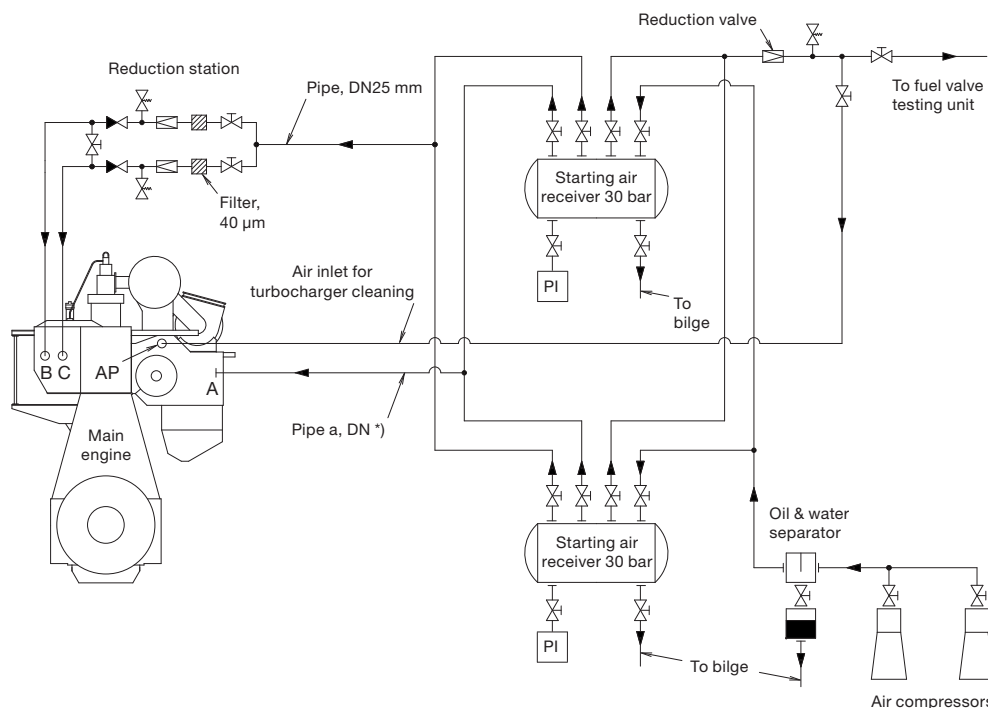 Reduction valve
Reduction station
Pipe, DN25 mm
To fuel valve
testing unit
Starting air
receiver 30 bar
Filter,
40 µm
PI
To
bilge
Air inlet for
turbocharger cleaning
B C AP A
Pipe a, DN *)
Main
engine
Oil & water
separator
Starting air
receiver 30 bar
PI
To bilge
Air compressors